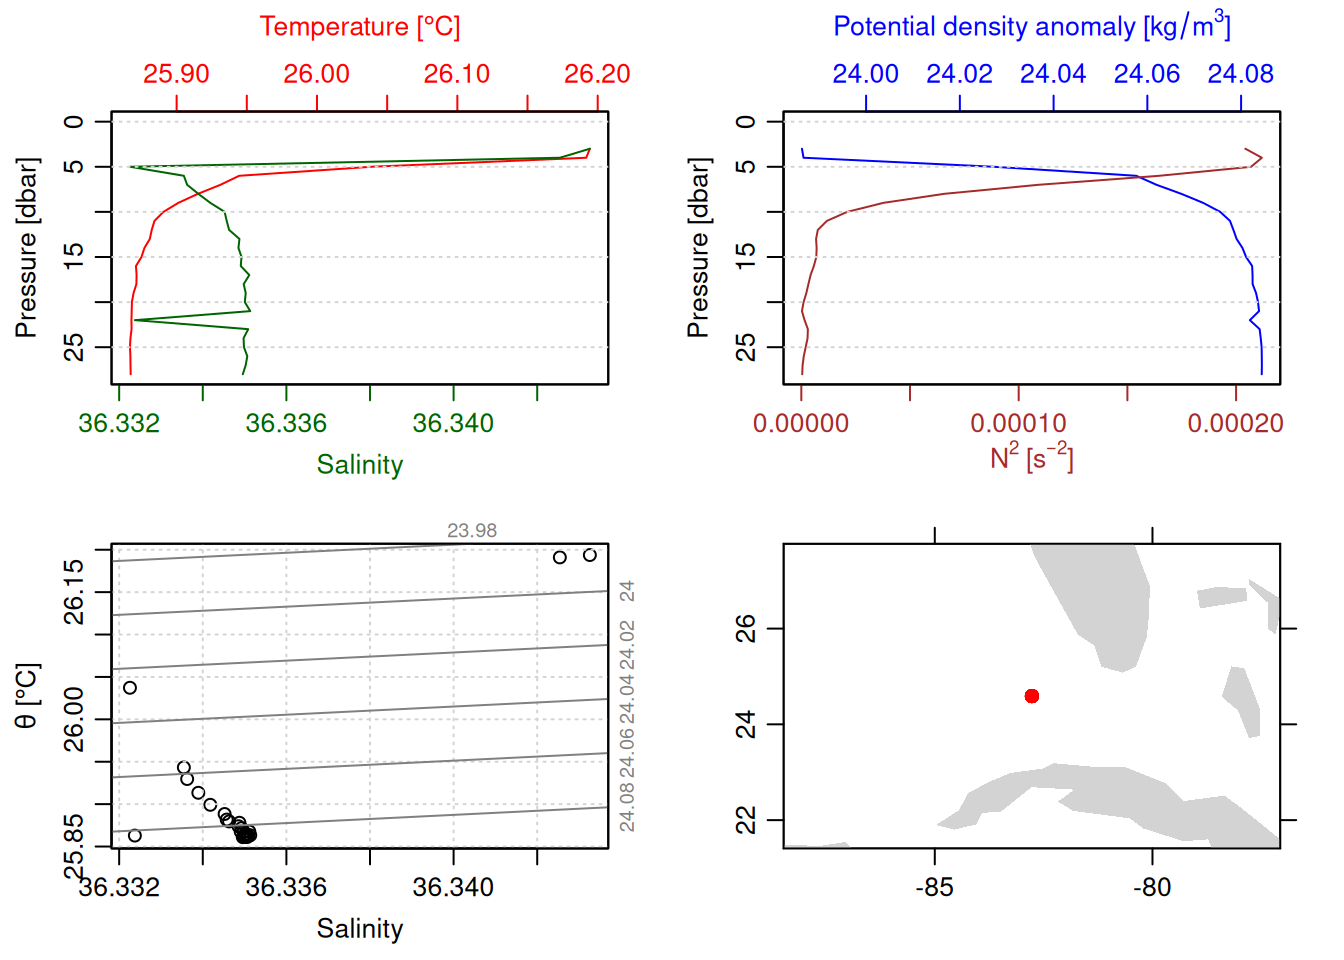 Temperature [°C]
25.90 26.00 26.10 26.20
0
5
15
25
Pressure [dbar]
36.332 36.336 36.340
Salinity
Potential density anomaly [kg/m³]
24.00 24.02 24.04 24.06 24.08
0
5
15
25
Pressure [dbar]
0.00000 0.00010 0.00020
N² [s⁻²]
23.98
24
24.02
24.04
24.06
24.08
26.15
26.00
25.85
θ [°C]
36.332 36.336 36.340
Salinity
26
24
22
-85 -80